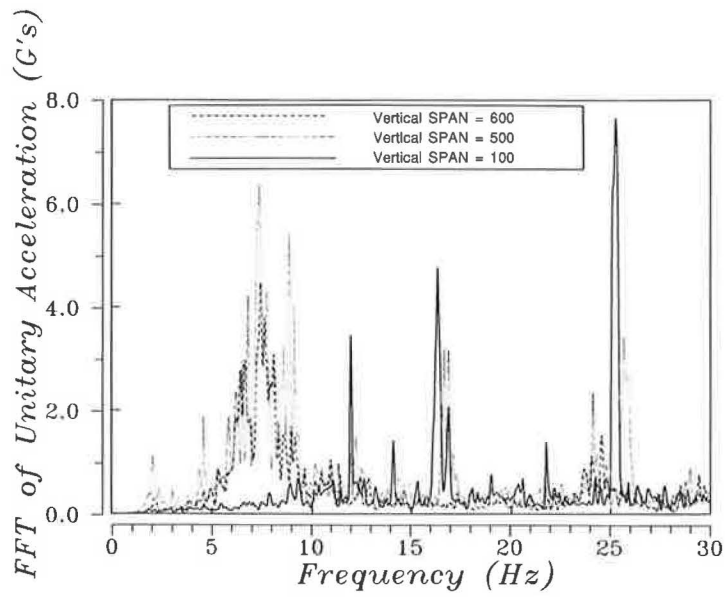 FFT of Unitary Acceleration (G's)
8.0
6.0
4.0
2.0
0.0
Vertical SPAN = 600
Vertical SPAN = 500
Vertical SPAN = 100
0 5 10 15 20 25 30
Frequency (Hz)